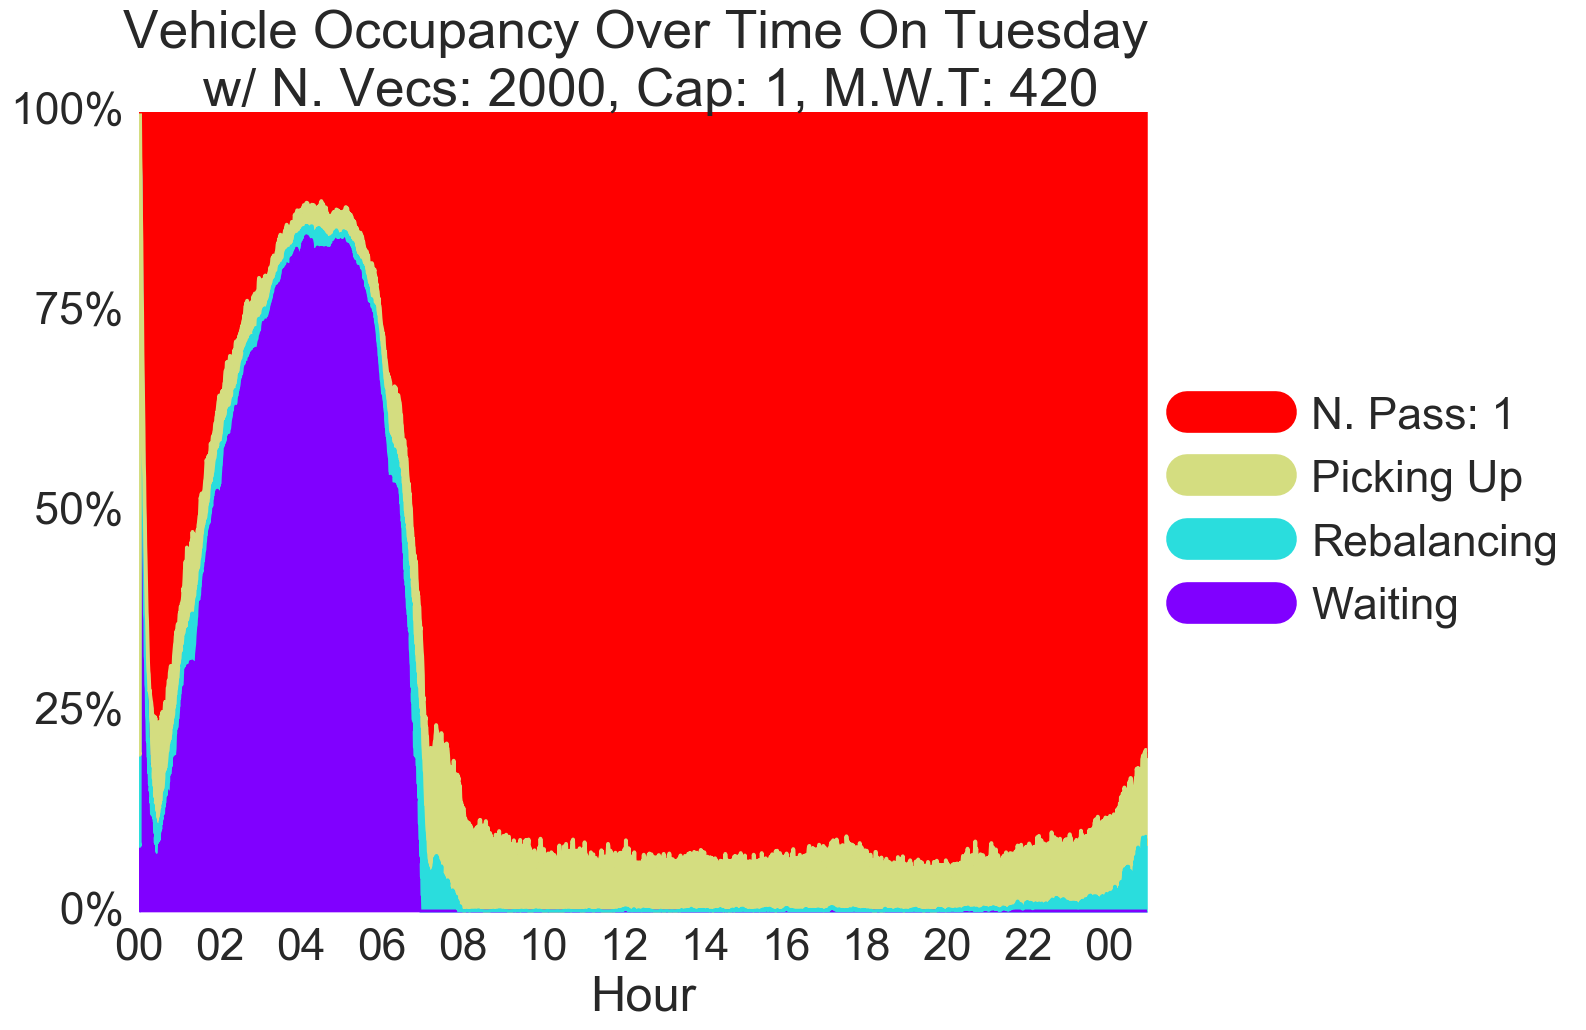 Vehicle Occupancy Over Time On Tuesday
w/ N. Vecs: 2000, Cap: 1, M.W.T: 420
100%
75%
50%
25%
0%
00 02 04 06 08 10 12 14 16 18 20 22 00
Hour
N. Pass: 1
Picking Up
Rebalancing
Waiting